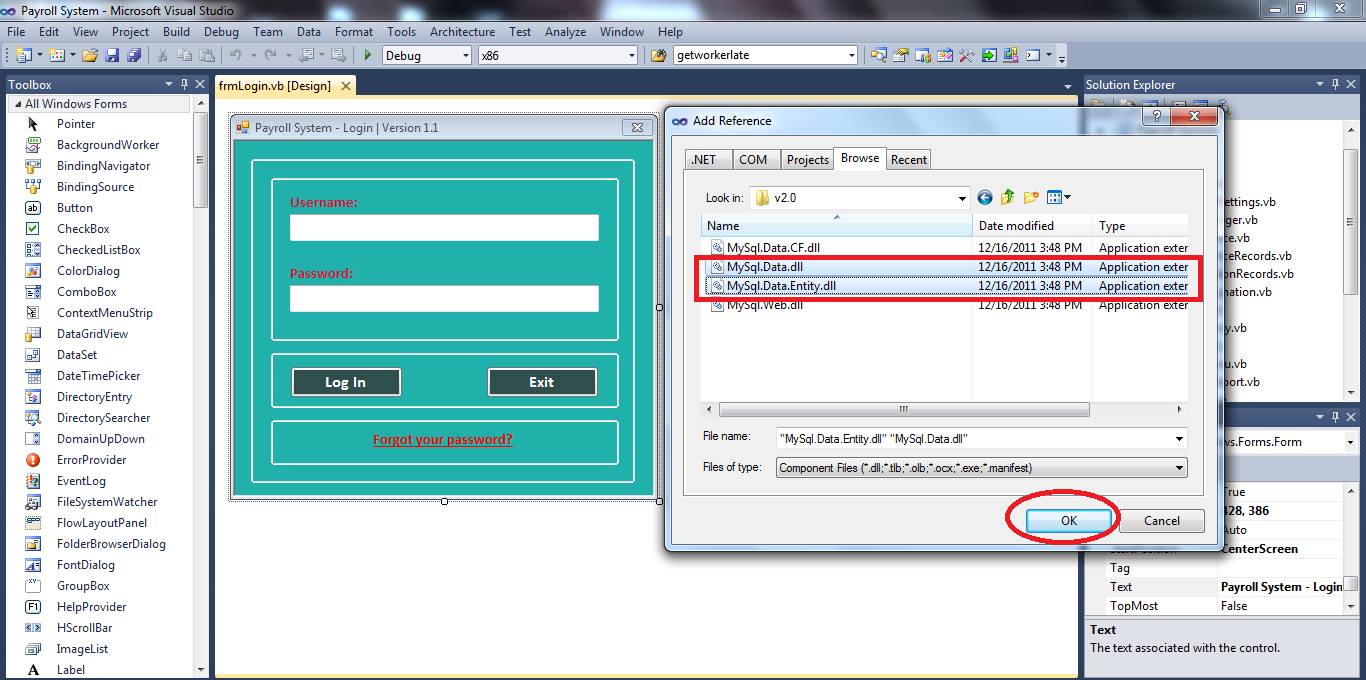 Payroll System - Microsoft Visual Studio
File Edit View Project Build Debug Team Data Format Tools Architecture Test Analyze Window Help
Debug x86 getworkerlate
Toolbox
All Windows Forms
Pointer
BackgroundWorker
BindingNavigator
BindingSource
Button
CheckBox
CheckedListBox
ColorDialog
ComboBox
ContextMenuStrip
DataGridView
DataSet
DateTimePicker
DirectoryEntry
DirectorySearcher
DomainUpDown
ErrorProvider
EventLog
FileSystemWatcher
FlowLayoutPanel
FolderBrowserDialog
FontDialog
GroupBox
HelpProvider
HScrollBar
ImageList
Label
frmLogin.vb [Design]
Payroll System - Login | Version 1.1
Username:
Password:
Log In Exit
Forgot your password?
Add Reference
.NET COM Projects Browse Recent
Look in: v2.0
Name Date modified Type
MySql.Data.CF.dll 12/16/2011 3:48 PM Application exter
MySql.Data.dll 12/16/2011 3:48 PM Application exter
MySql.Data.Entity.dll 12/16/2011 3:48 PM Application exter
MySql.Web.dll 12/16/2011 3:48 PM Application exter
File name: "MySql.Data.Entity.dll" "MySql.Data.dll"
Files of type: Component Files (*.dll;*.tlb;*.olb;*.ocx;*.exe;*.manifest)
OK Cancel
Solution Explorer
ettings.vb
ger.vb
ce.vb
ceRecords.vb
onRecords.vb
nation.vb
y.vb
u.vb
port.vb
vs.Forms.Form
True
428, 386
Auto
CenterScreen
Tag
Text Payroll System - Login
TopMost False
Text
The text associated with the control.